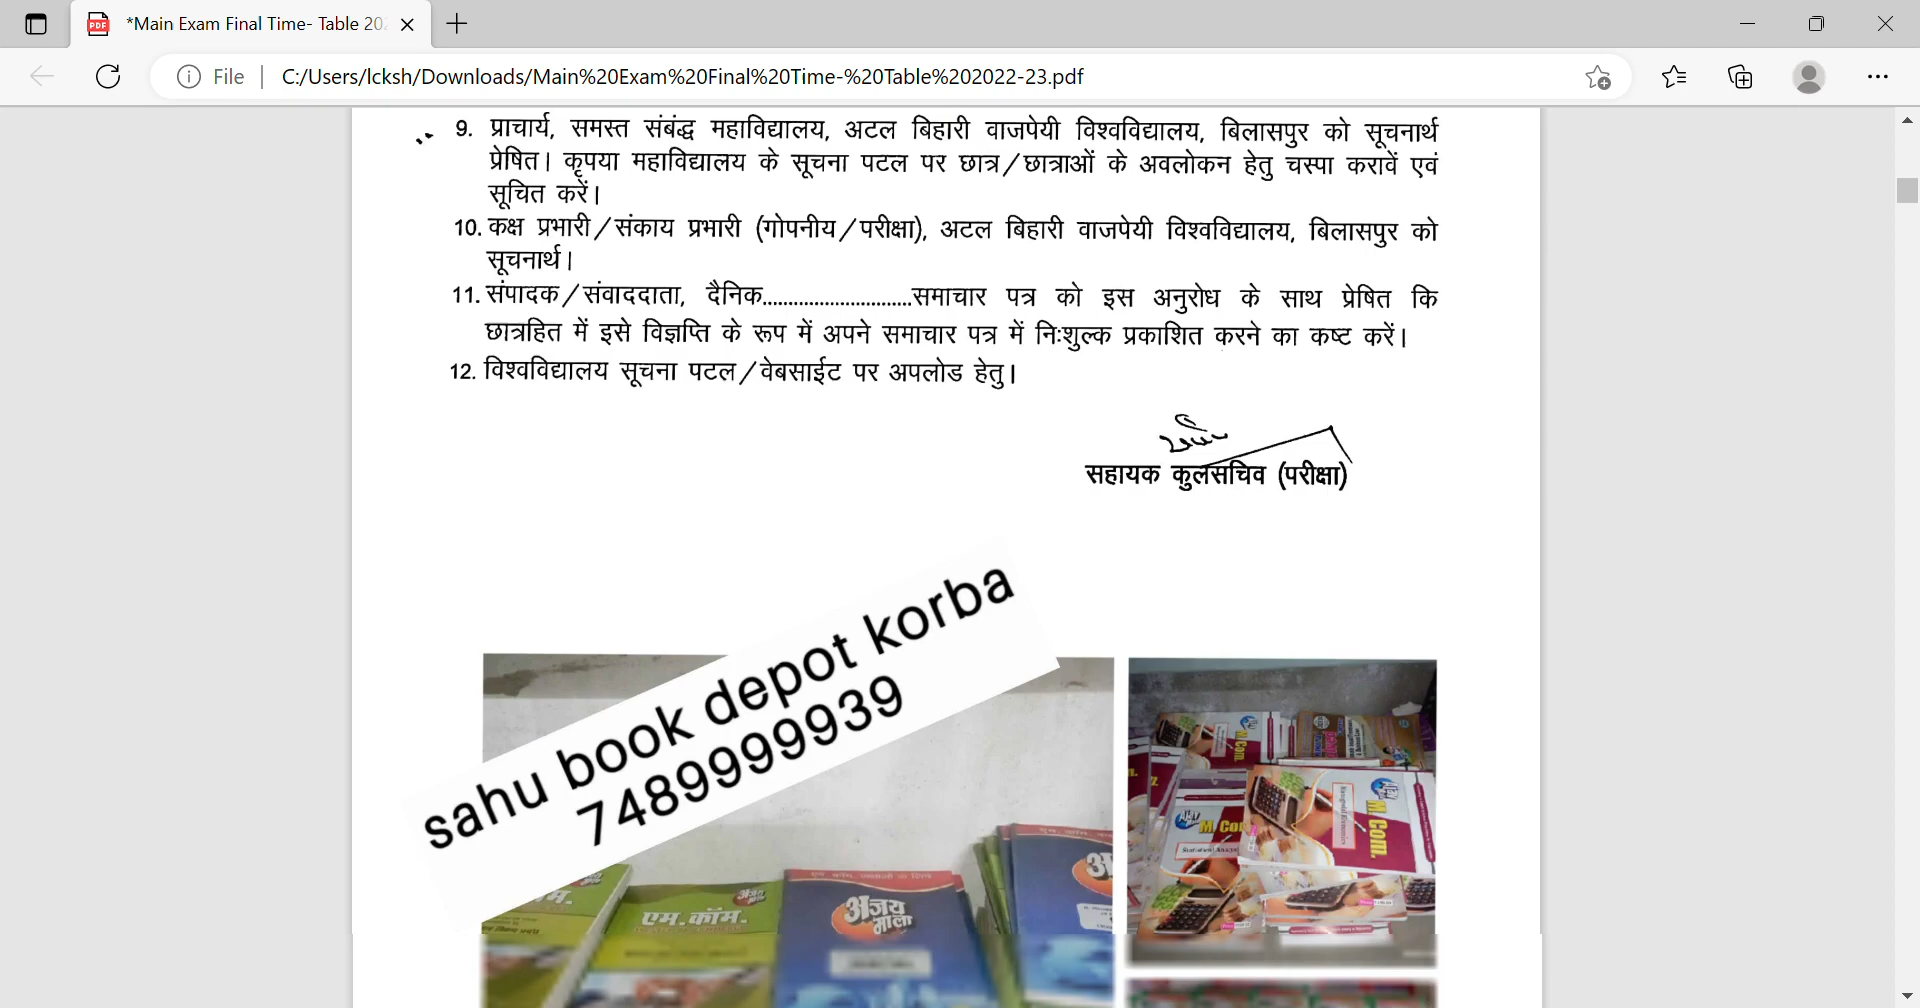 *Main Exam Final Time- Table 202
File
C:/Users/lcksh/Downloads/Main%20Exam%20Final%20Time-%20Table%202022-23.pdf
9. प्राचार्य, समस्त संबंद्ध महाविद्यालय, अटल बिहारी वाजपेयी विश्वविद्यालय, बिलासपुर को सूचनार्थ
प्रेषित। कृपया महाविद्यालय के सूचना पटल पर छात्र/छात्राओं के अवलोकन हेतु चस्पा करावें एवं
सूचित करें।
10. कक्ष प्रभारी/संकाय प्रभारी (गोपनीय/परीक्षा), अटल बिहारी वाजपेयी विश्वविद्यालय, बिलासपुर को
सूचनार्थ।
11. संपादक/संवाददाता, दैनिक.............................समाचार पत्र को इस अनुरोध के साथ प्रेषित कि
छात्रहित में इसे विज्ञप्ति के रूप में अपने समाचार पत्र में निःशुल्क प्रकाशित करने का कष्ट करें।
12. विश्वविद्यालय सूचना पटल/वेबसाईट पर अपलोड हेतु।
सहायक कुलसचिव (परीक्षा)
sahu book depot korba
7489999939
एम. कॉम.
अजय
माला
M.Com.
M.Com.